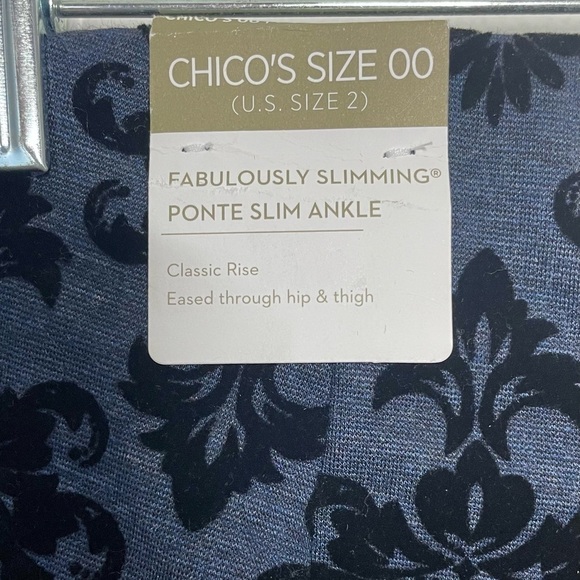 CHICO'S SIZE 00
(U.S. SIZE 2)
FABULOUSLY SLIMMING®
PONTE SLIM ANKLE
Classic Rise
Eased through hip & thigh